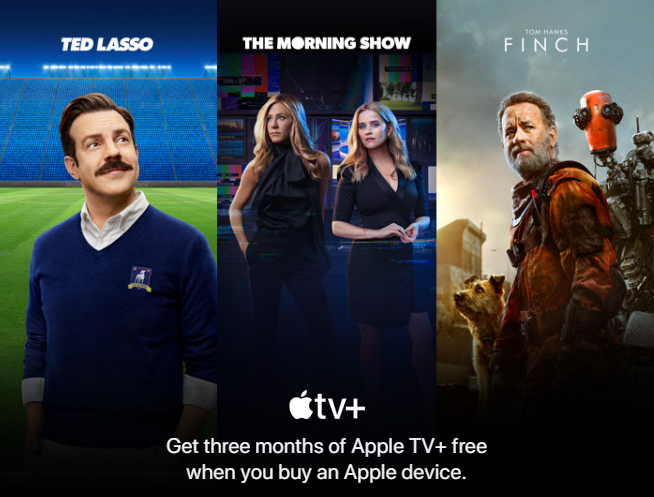 TED LASSO
THE MORNING SHOW
TOM HANKS
FINCH
tv+
Get three months of Apple TV+ free
when you buy an Apple device.